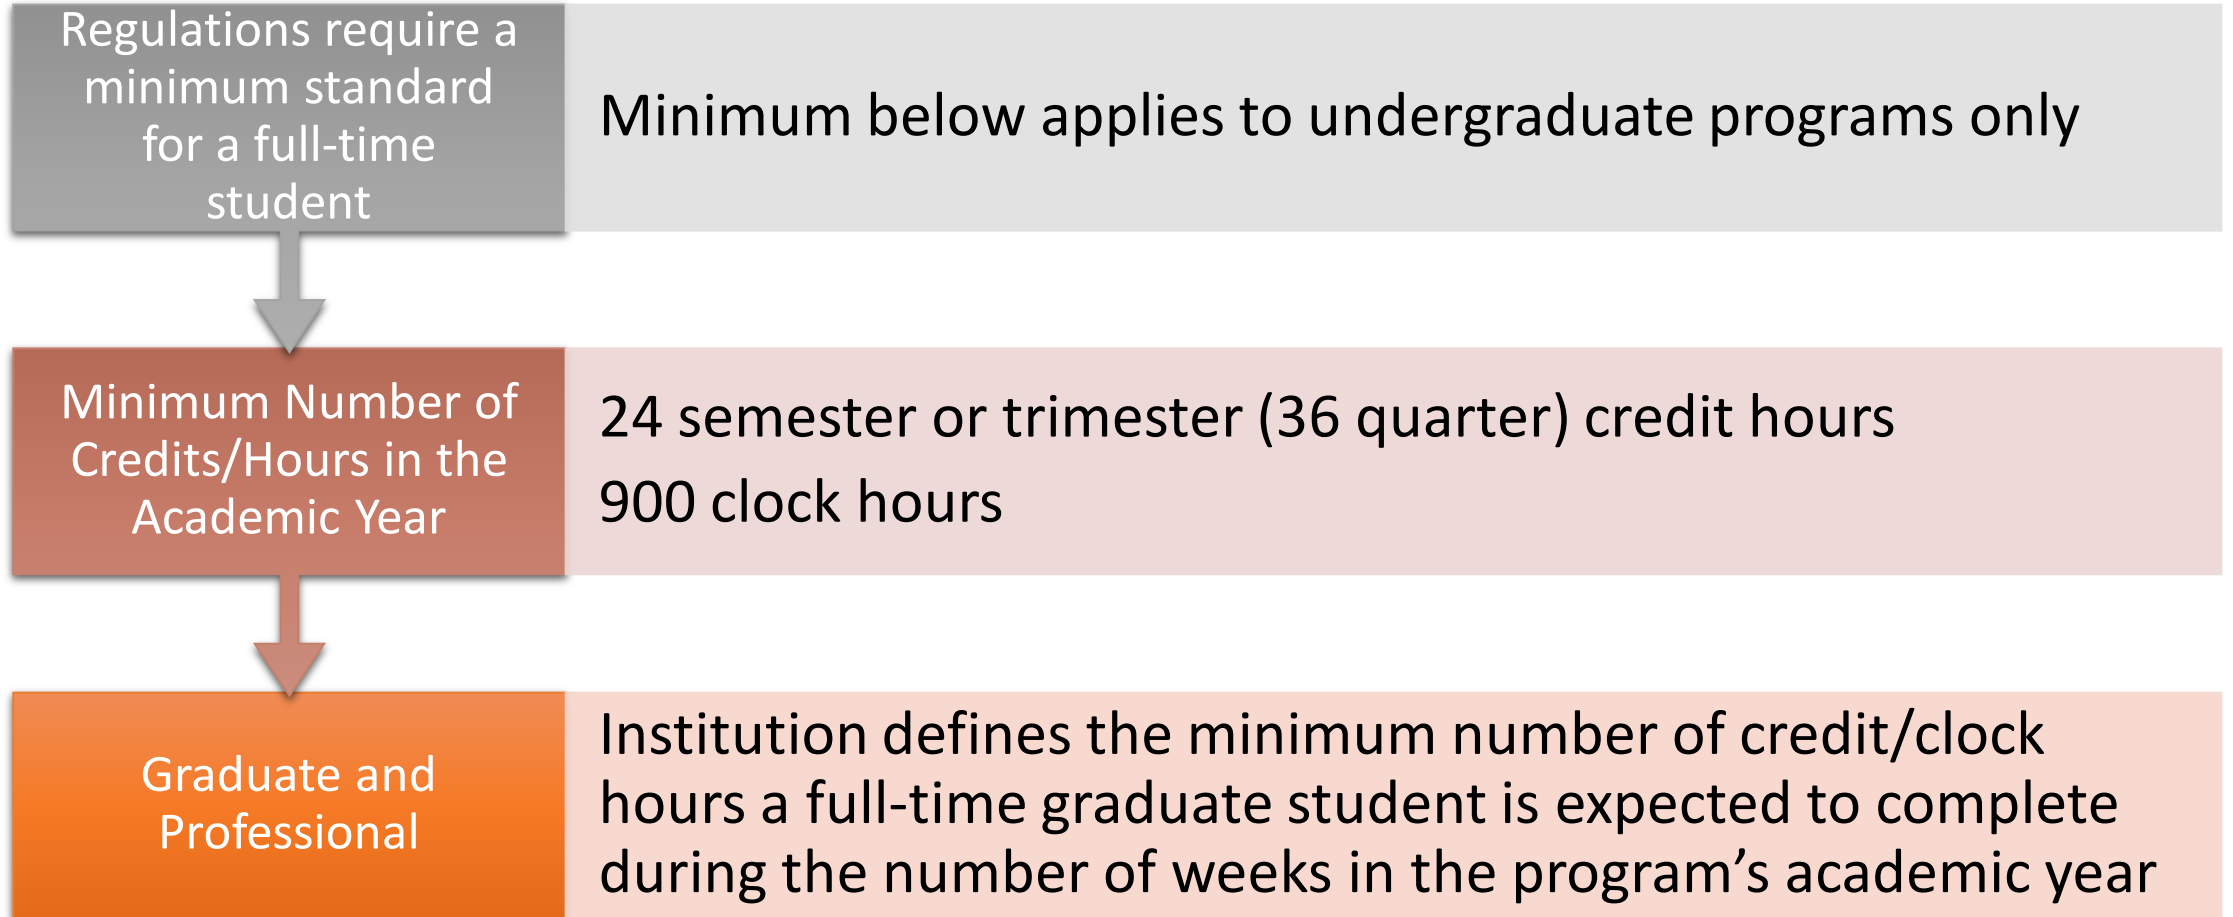 Regulations require a
minimum standard
for a full-time
student
Minimum below applies to undergraduate programs only
Minimum Number of
Credits/Hours in the
Academic Year
24 semester or trimester (36 quarter) credit hours
900 clock hours
Graduate and
Professional
Institution defines the minimum number of credit/clock
hours a full-time graduate student is expected to complete
during the number of weeks in the program’s academic year